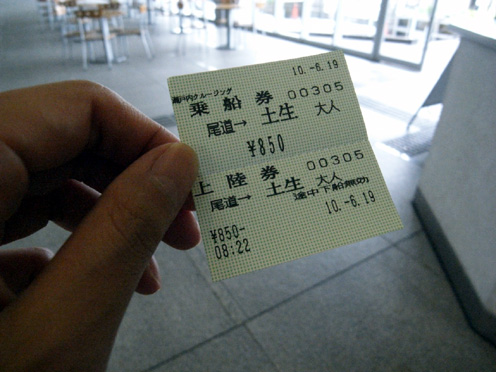 10.-6.19
瀬戸内クルージング
乗船券 00305
尾道→ 土生 大人
¥850
上陸券 00305
尾道→ 土生 大人
途中下船無効
¥850- 10.-6.19
08:22